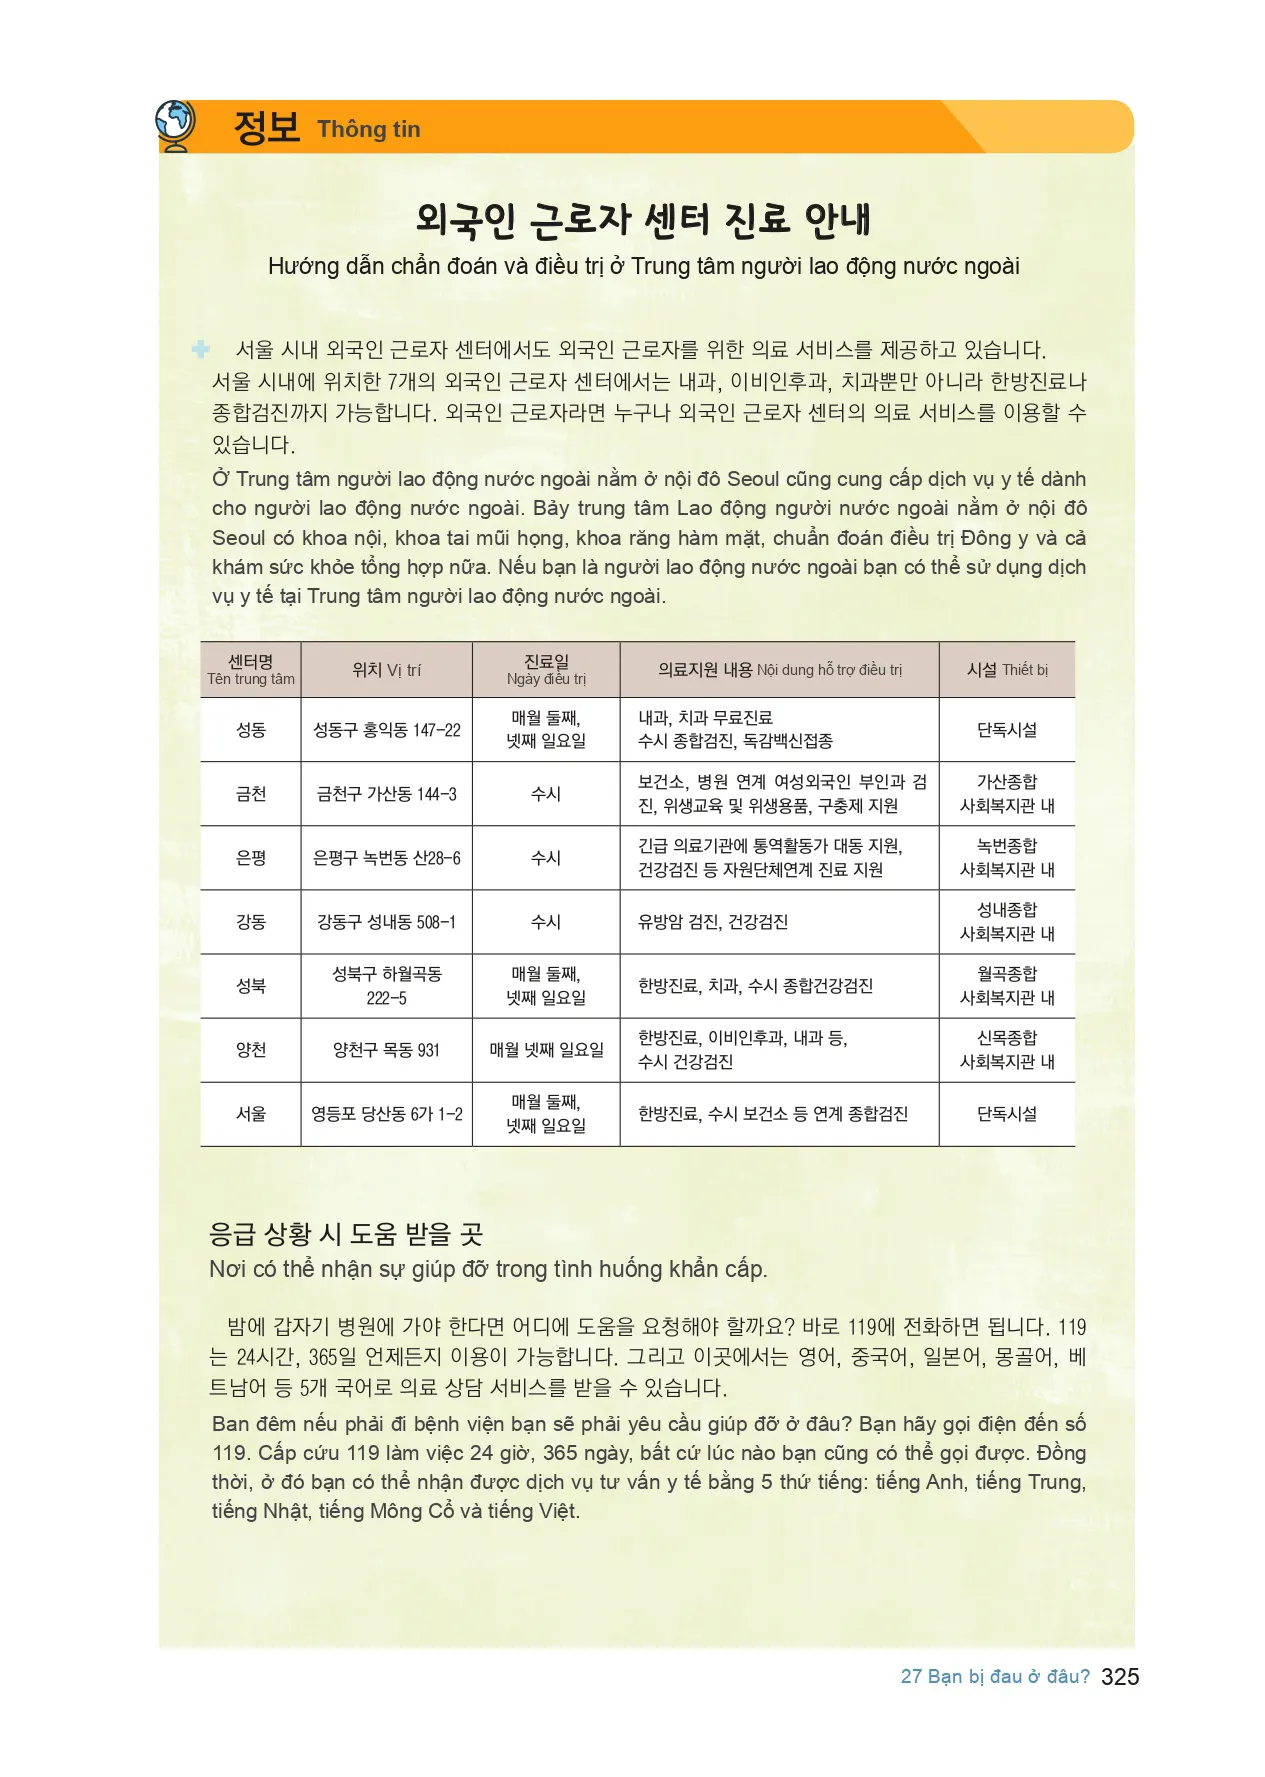 정보 Thông tin
외국인 근로자 센터 진료 안내
Hướng dẫn chẩn đoán và điều trị ở Trung tâm người lao động nước ngoài
서울 시내 외국인 근로자 센터에서도 외국인 근로자를 위한 의료 서비스를 제공하고 있습니다.
서울 시내에 위치한 7개의 외국인 근로자 센터에서는 내과, 이비인후과, 치과뿐만 아니라 한방진료나
종합검진까지 가능합니다. 외국인 근로자라면 누구나 외국인 근로자 센터의 의료 서비스를 이용할 수
있습니다.
Ở Trung tâm người lao động nước ngoài nằm ở nội đô Seoul cũng cung cấp dịch vụ y tế dành
cho người lao động nước ngoài. Bảy trung tâm Lao động người nước ngoài nằm ở nội đô
Seoul có khoa nội, khoa tai mũi họng, khoa răng hàm mặt, chuẩn đoán điều trị Đông y và cả
khám sức khỏe tổng hợp nữa. Nếu bạn là người lao động nước ngoài bạn có thể sử dụng dịch
vụ y tế tại Trung tâm người lao động nước ngoài.
센터명
Tên trung tâm
위치 Vị trí
진료일
Ngày điều trị
의료지원 내용 Nội dung hỗ trợ điều trị
시설 Thiết bị
성동
성동구 홍익동 147-22
매월 둘째,
넷째 일요일
내과, 치과 무료진료
수시 종합검진, 독감백신접종
단독시설
금천
금천구 가산동 144-3
수시
보건소, 병원 연계 여성외국인 부인과 검
진, 위생교육 및 위생용품, 구충제 지원
가산종합
사회복지관 내
은평
은평구 녹번동 산28-6
수시
긴급 의료기관에 통역활동가 대동 지원,
건강검진 등 자원단체연계 진료 지원
녹번종합
사회복지관 내
강동
강동구 성내동 508-1
수시
유방암 검진, 건강검진
성내종합
사회복지관 내
성북
성북구 하월곡동
222-5
매월 둘째,
넷째 일요일
한방진료, 치과, 수시 종합건강검진
월곡종합
사회복지관 내
양천
양천구 목동 931
매월 넷째 일요일
한방진료, 이비인후과, 내과 등,
수시 건강검진
신목종합
사회복지관 내
서울
영등포 당산동 6가 1-2
매월 둘째,
넷째 일요일
한방진료, 수시 보건소 등 연계 종합검진
단독시설
응급 상황 시 도움 받을 곳
Nơi có thể nhận sự giúp đỡ trong tình huống khẩn cấp.
밤에 갑자기 병원에 가야 한다면 어디에 도움을 요청해야 할까요? 바로 119에 전화하면 됩니다. 119
는 24시간, 365일 언제든지 이용이 가능합니다. 그리고 이곳에서는 영어, 중국어, 일본어, 몽골어, 베
트남어 등 5개 국어로 의료 상담 서비스를 받을 수 있습니다.
Ban đêm nếu phải đi bệnh viện bạn sẽ phải yêu cầu giúp đỡ ở đâu? Bạn hãy gọi điện đến số
119. Cấp cứu 119 làm việc 24 giờ, 365 ngày, bất cứ lúc nào bạn cũng có thể gọi được. Đồng
thời, ở đó bạn có thể nhận được dịch vụ tư vấn y tế bằng 5 thứ tiếng: tiếng Anh, tiếng Trung,
tiếng Nhật, tiếng Mông Cổ và tiếng Việt.
27 Bạn bị đau ở đâu? 325